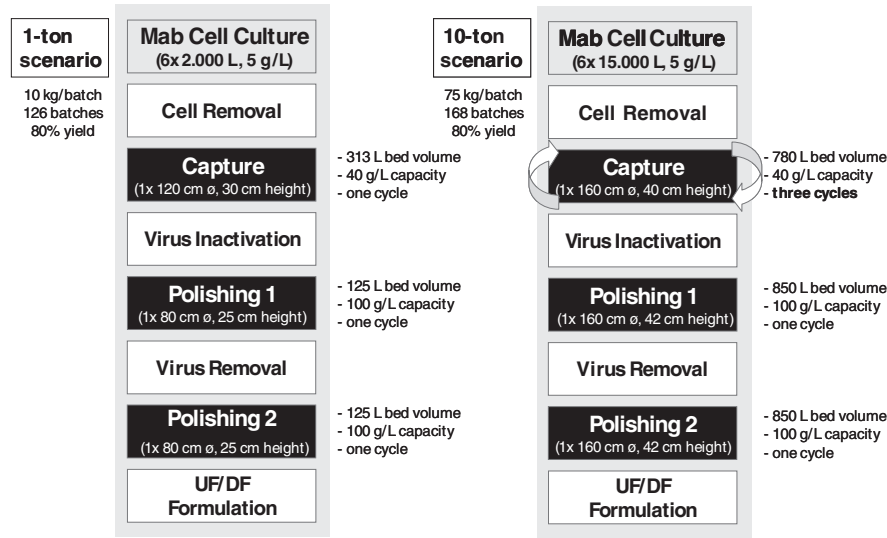 1-ton
scenario
10 kg/batch
126 batches
80% yield
Mab Cell Culture
(6x 2.000 L, 5 g/L)
Cell Removal
Capture
(1x 120 cm ø, 30 cm height)
- 313 L bed volume
- 40 g/L capacity
- one cycle
Virus Inactivation
Polishing 1
(1x 80 cm ø, 25 cm height)
- 125 L bed volume
- 100 g/L capacity
- one cycle
Virus Removal
Polishing 2
(1x 80 cm ø, 25 cm height)
- 125 L bed volume
- 100 g/L capacity
- one cycle
UF/DF
Formulation
10-ton
scenario
75 kg/batch
168 batches
80% yield
Mab Cell Culture
(6x 15.000 L, 5 g/L)
Cell Removal
Capture
(1x 160 cm ø, 40 cm height)
- 780 L bed volume
- 40 g/L capacity
- three cycles
Virus Inactivation
Polishing 1
(1x 160 cm ø, 42 cm height)
- 850 L bed volume
- 100 g/L capacity
- one cycle
Virus Removal
Polishing 2
(1x 160 cm ø, 42 cm height)
- 850 L bed volume
- 100 g/L capacity
- one cycle
UF/DF
Formulation